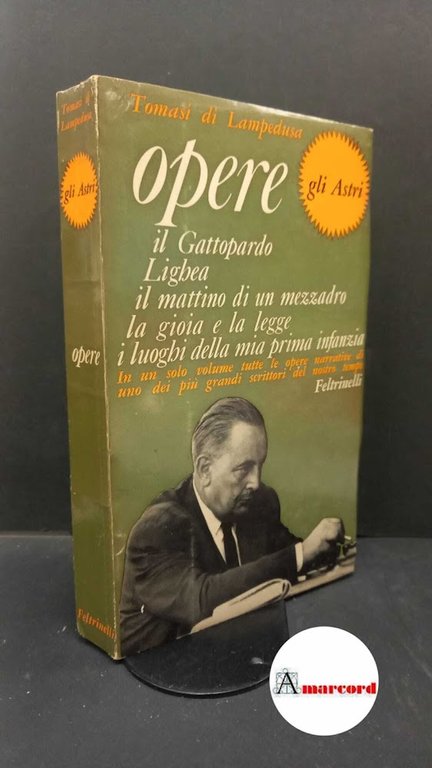 Tomasi di
Lampedusa
gli Astri
opere
Feltrinelli
Tomasi di Lampedusa
opere
gli Astri
il Gattopardo
Lighea
il mattino di un mezzadro
la gioia e la legge
i luoghi della mia prima infanzia
In un solo volume tutte le opere narrative di
uno dei più grandi scrittori del nostro tempo
Feltrinelli
Amarcord